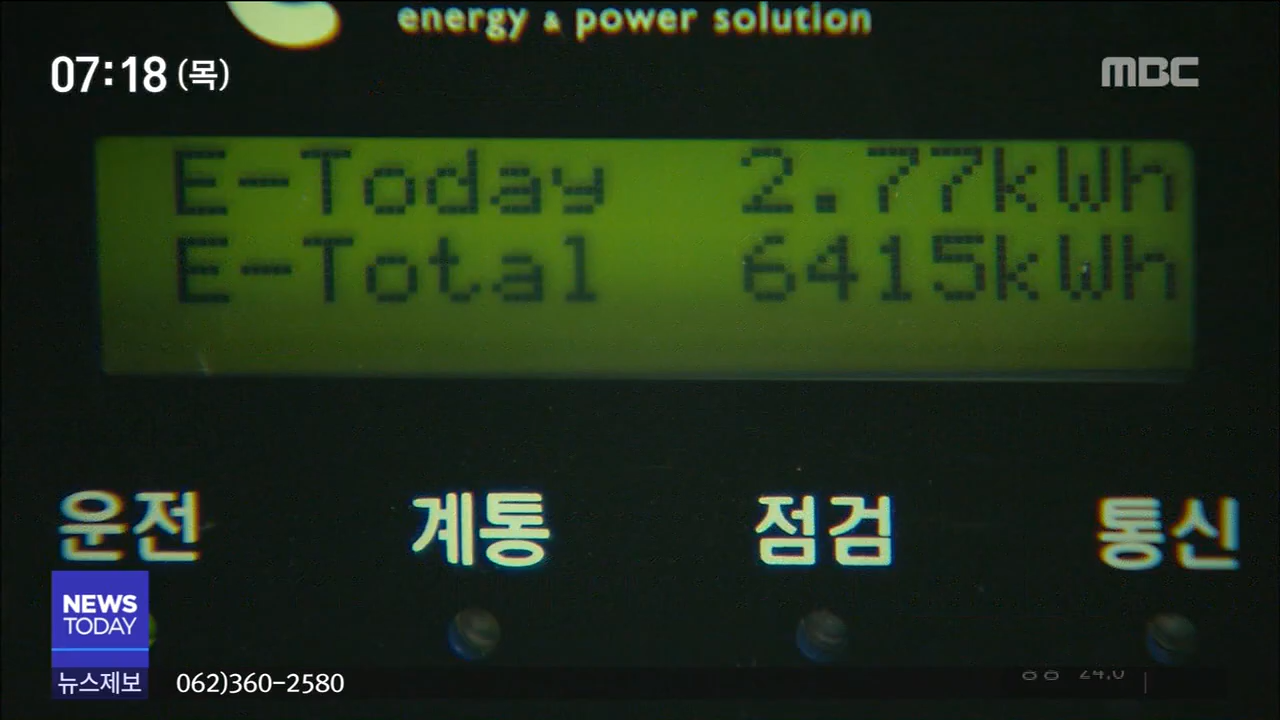 energy & power solution
07:18 (목)
MBC
E-Today 2.77kWh
E-Total 6415kWh
운전 계통 점검 통신
NEWS
TODAY
뉴스제보 062)360-2580